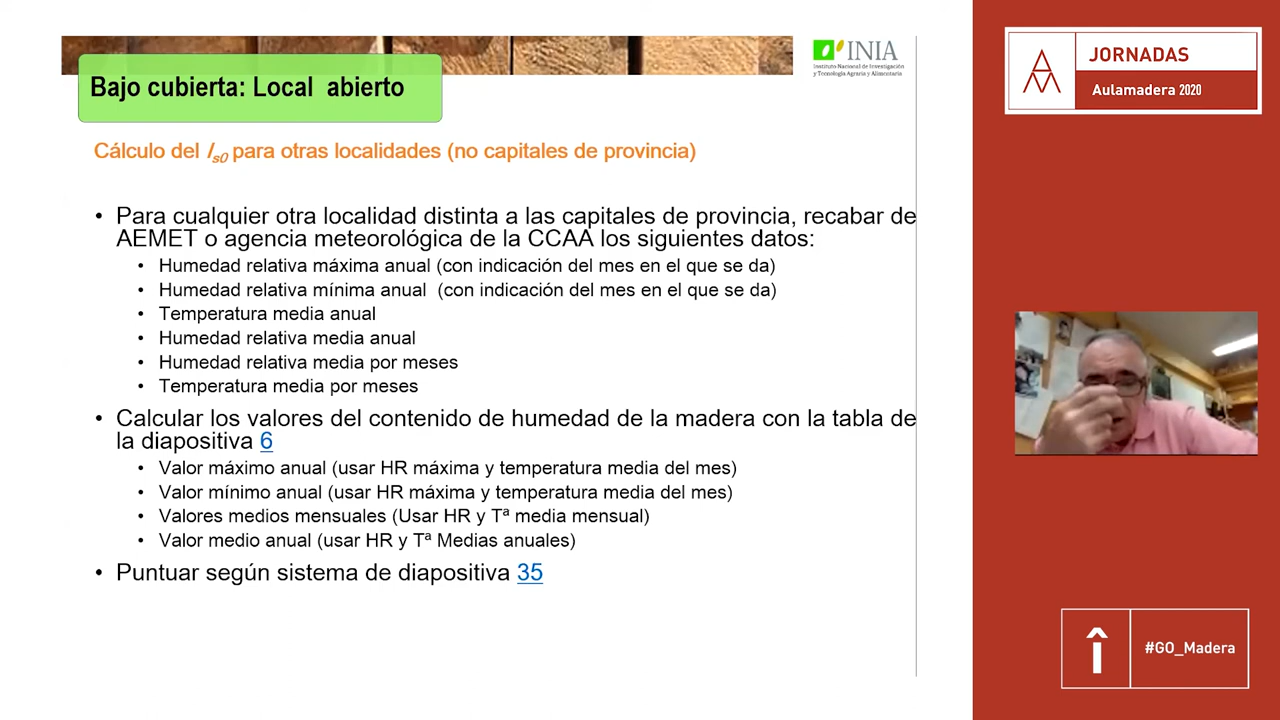 Bajo cubierta: Local abierto
INIA
Instituto Nacional de Investigación
y Tecnología Agraria y Alimentaria
Cálculo del Is0 para otras localidades (no capitales de provincia)
• Para cualquier otra localidad distinta a las capitales de provincia, recabar de
AEMET o agencia meteorológica de la CCAA los siguientes datos:
• Humedad relativa máxima anual (con indicación del mes en el que se da)
• Humedad relativa mínima anual (con indicación del mes en el que se da)
• Temperatura media anual
• Humedad relativa media anual
• Humedad relativa media por meses
• Temperatura media por meses
• Calcular los valores del contenido de humedad de la madera con la tabla de
la diapositiva 6
• Valor máximo anual (usar HR máxima y temperatura media del mes)
• Valor mínimo anual (usar HR máxima y temperatura media del mes)
• Valores medios mensuales (Usar HR y Tª media mensual)
• Valor medio anual (usar HR y Tª Medias anuales)
• Puntuar según sistema de diapositiva 35
JORNADAS
Aulamadera 2020
#GO_Madera